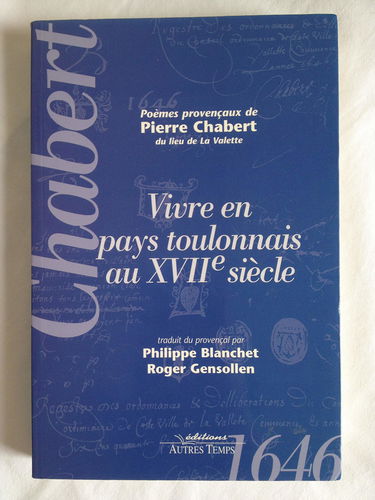 Chabert
1646
Poèmes provençaux de
Pierre Chabert
du lieu de La Valette
Vivre en
pays toulonnais
au XVIIe siècle
traduit du provençal par
Philippe Blanchet
Roger Gensollen
éditions
AUTRES TEMPS
1646